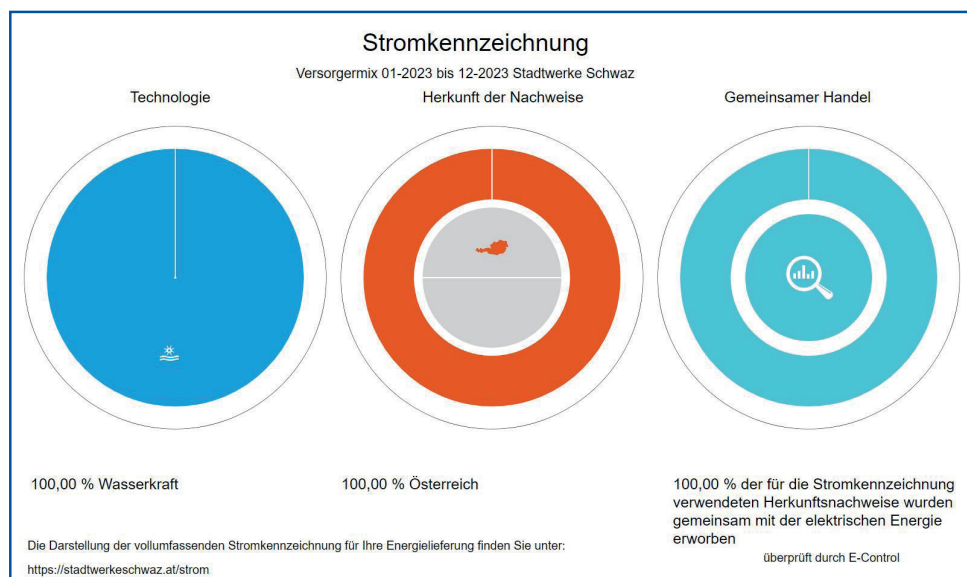 Stromkennzeichnung
Versorgermix 01-2023 bis 12-2023 Stadtwerke Schwaz
Technologie
Herkunft der Nachweise
Gemeinsamer Handel
100,00 % Wasserkraft
100,00 % Österreich
100,00 % der für die Stromkennzeichnung
verwendeten Herkunftsnachweise wurden
gemeinsam mit der elektrischen Energie
erworben
Die Darstellung der vollumfassenden Stromkennzeichnung für Ihre Energielieferung finden Sie unter:
https://stadtwerkeschwaz.at/strom
überprüft durch E-Control